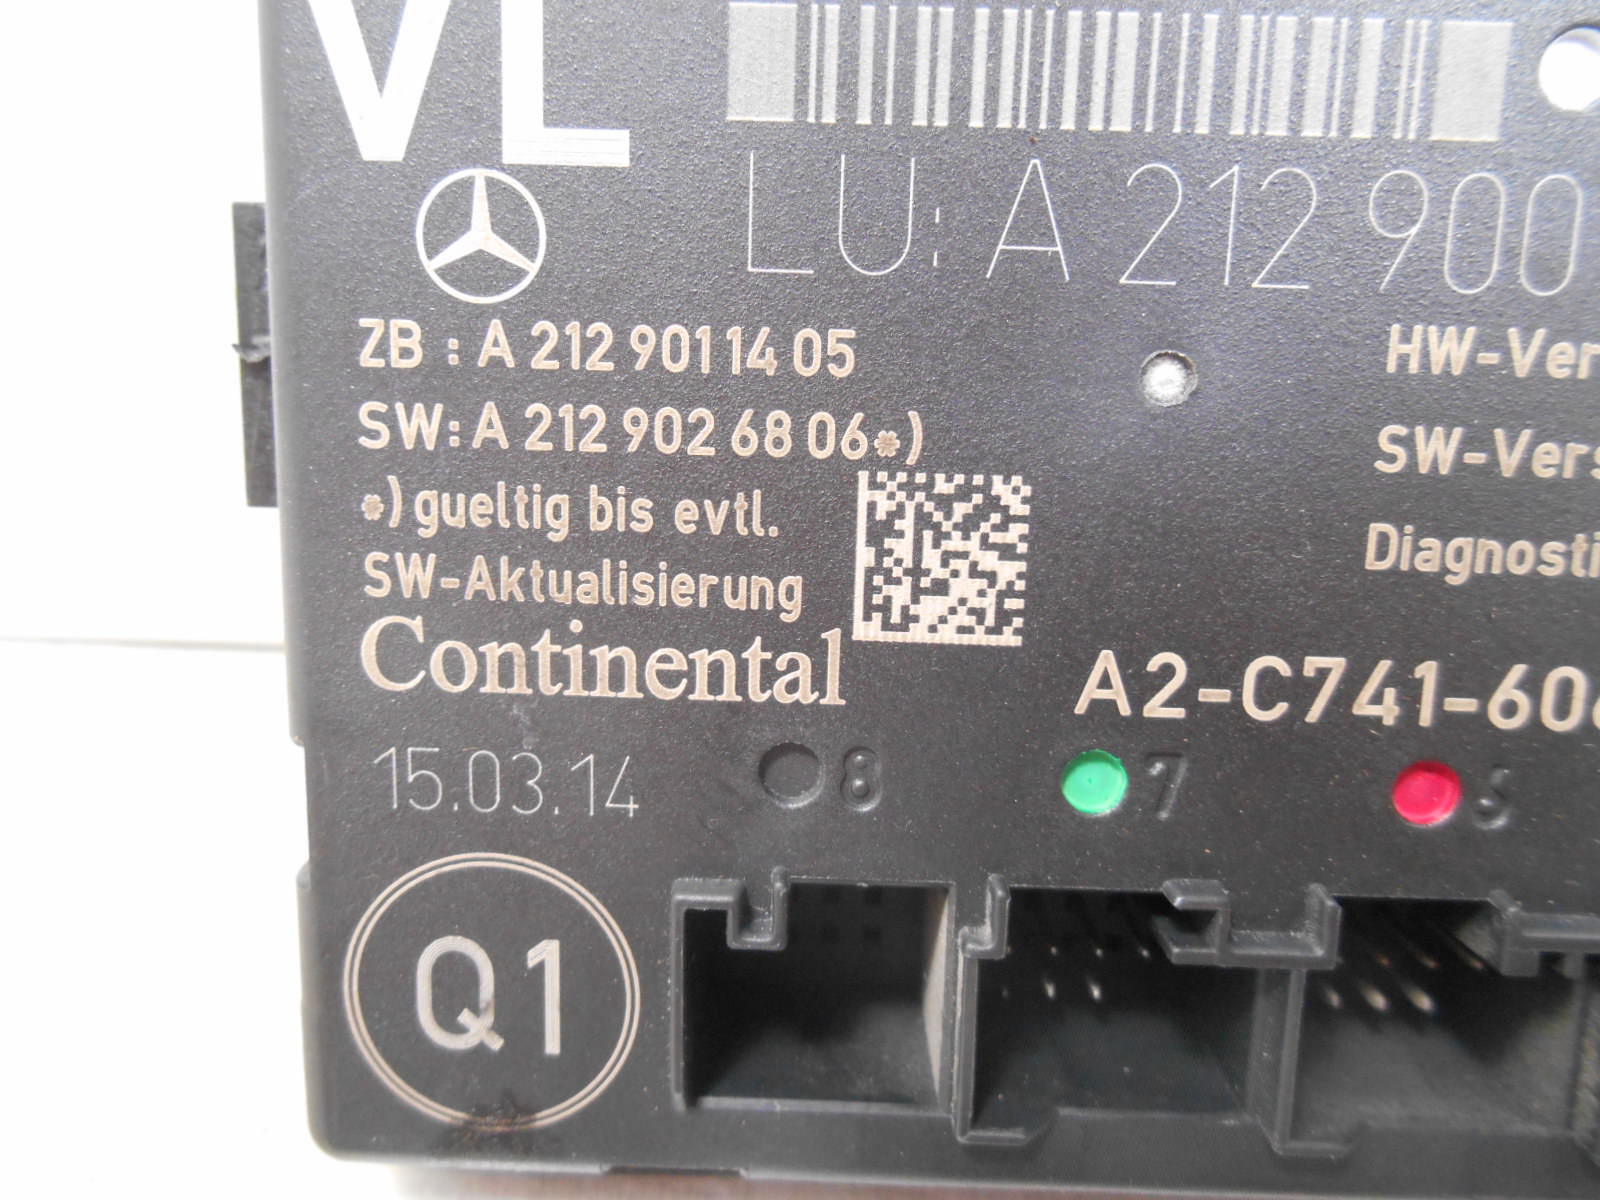 VL
LU: A 212 900
ZB : A 212 901 14 05
HW-Ver
SW: A 212 902 68 06*)
SW-Vers
*) gueltig bis evtl.
Diagnosti
SW-Aktualisierung
Continental
A2-C741-606
15.03.14
8
7
Q1